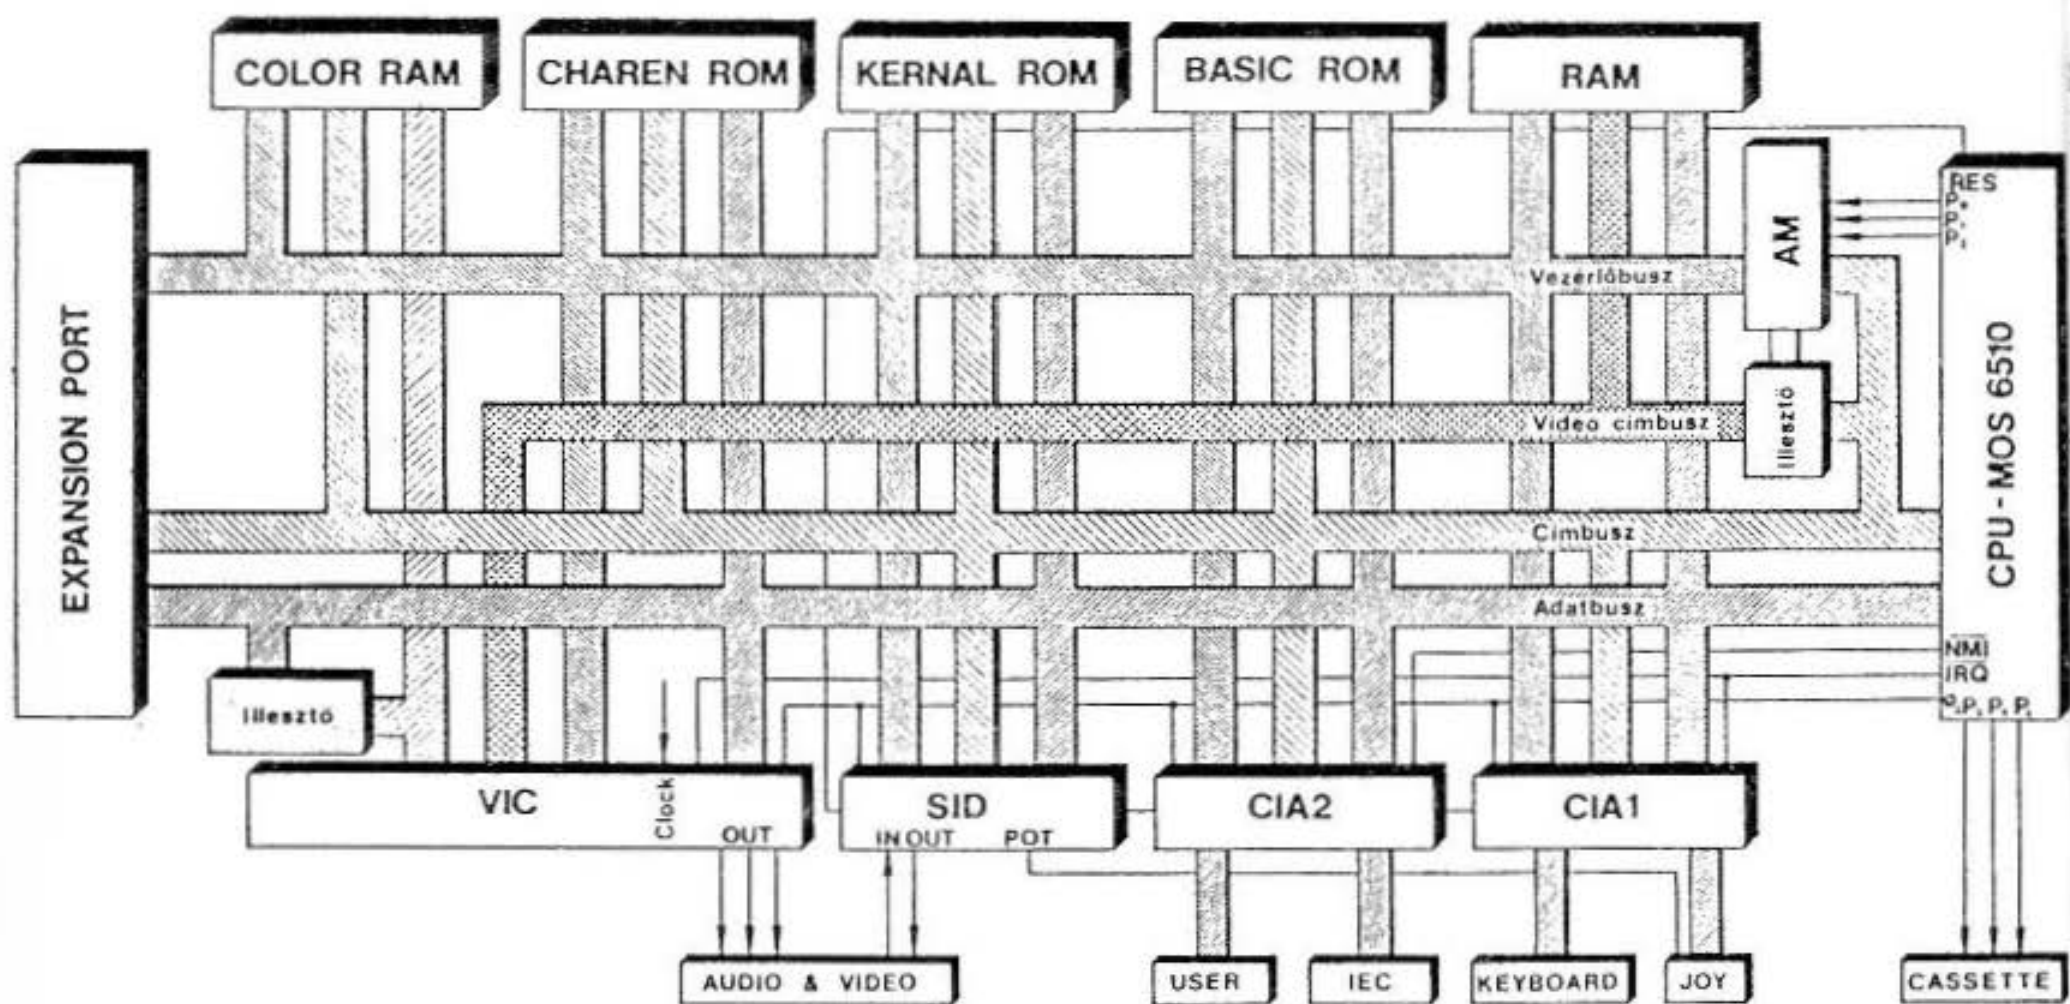 COLOR RAM
CHAREN ROM
KERNAL ROM
BASIC ROM
RAM
EXPANSION PORT
AM
RES
Vezérlőbusz
Video cimbusz
Illesztő
CPU-MOS 6510
Cimbusz
Adatbusz
NMI
IRQ
Illesztő
VIC
Clock
OUT
SID
IN OUT POT
CIA2
CIA1
AUDIO & VIDEO
USER
IEC
KEYBOARD
JOY
CASSETTE